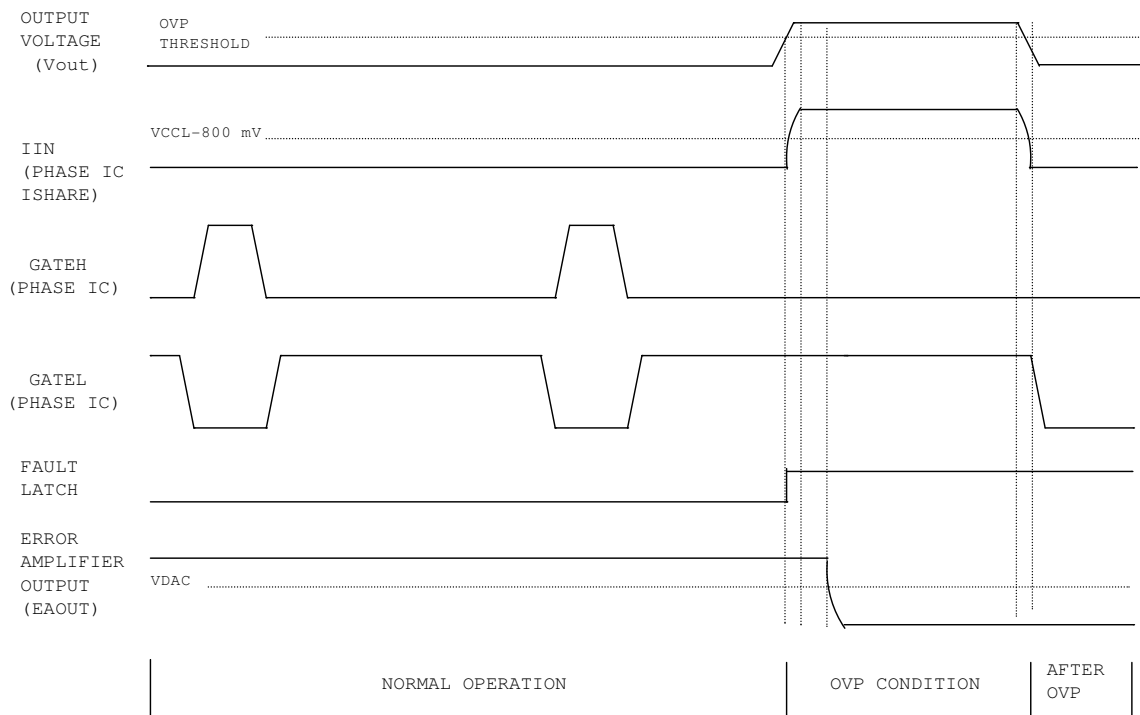 OUTPUT
VOLTAGE
(Vout)
OVP
THRESHOLD
VCCL-800 mV
IIN
(PHASE IC
ISHARE)
GATEH
(PHASE IC)
GATEL
(PHASE IC)
FAULT
LATCH
ERROR
AMPLIFIER
OUTPUT
(EAOUT)
VDAC
NORMAL OPERATION
OVP CONDITION
AFTER
OVP